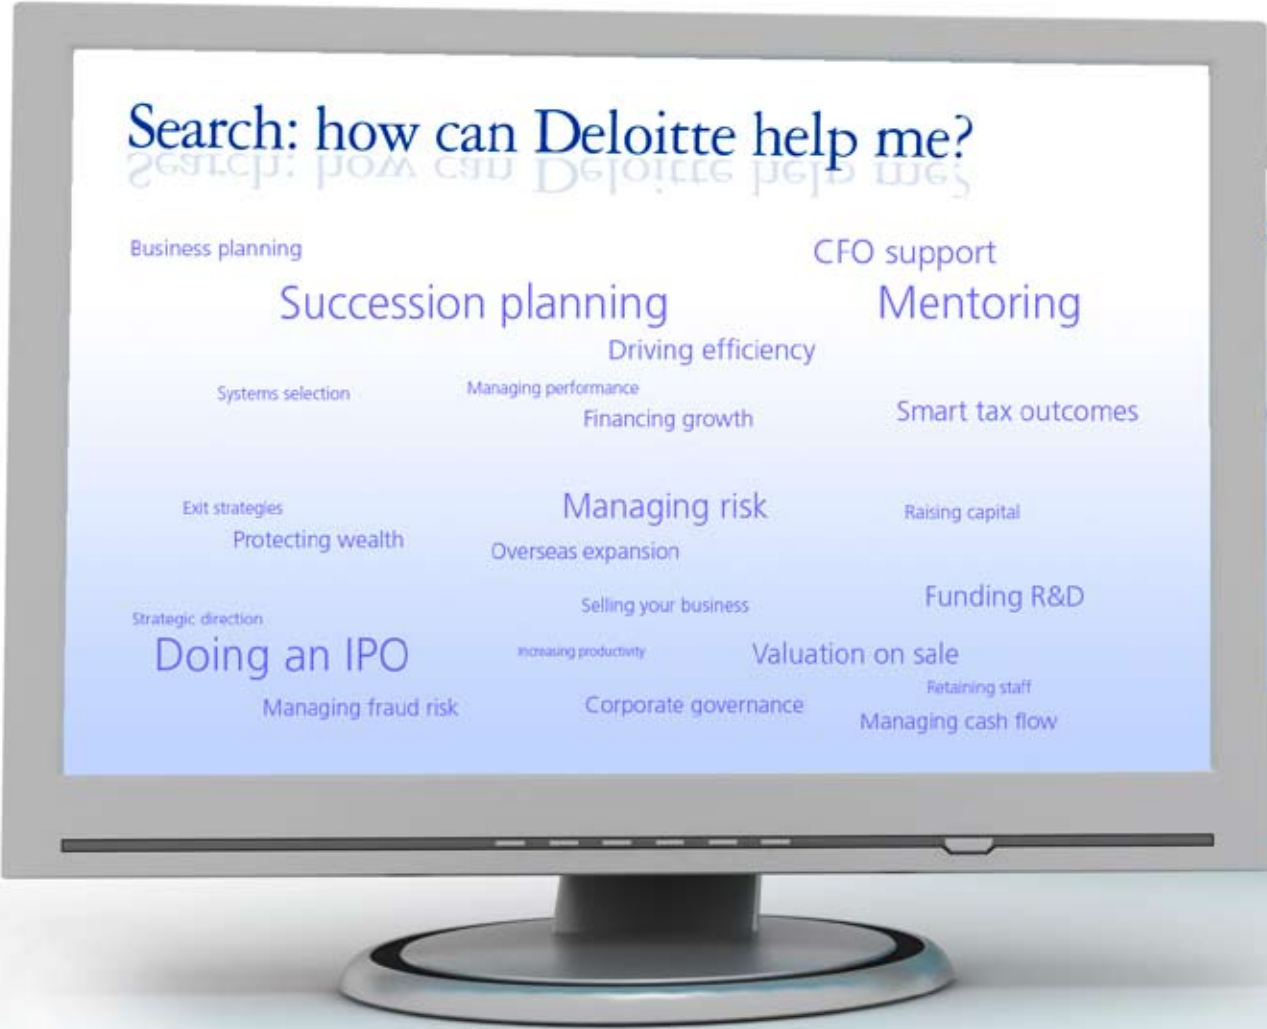 Search: how can Deloitte help me?
Business planning
CFO support
Succession planning
Mentoring
Driving efficiency
Systems selection
Managing performance
Financing growth
Smart tax outcomes
Exit strategies
Managing risk
Raising capital
Protecting wealth
Overseas expansion
Funding R&D
Selling your business
Strategic direction
Doing an IPO
Increasing productivity
Valuation on sale
Retaining staff
Managing fraud risk
Corporate governance
Managing cash flow